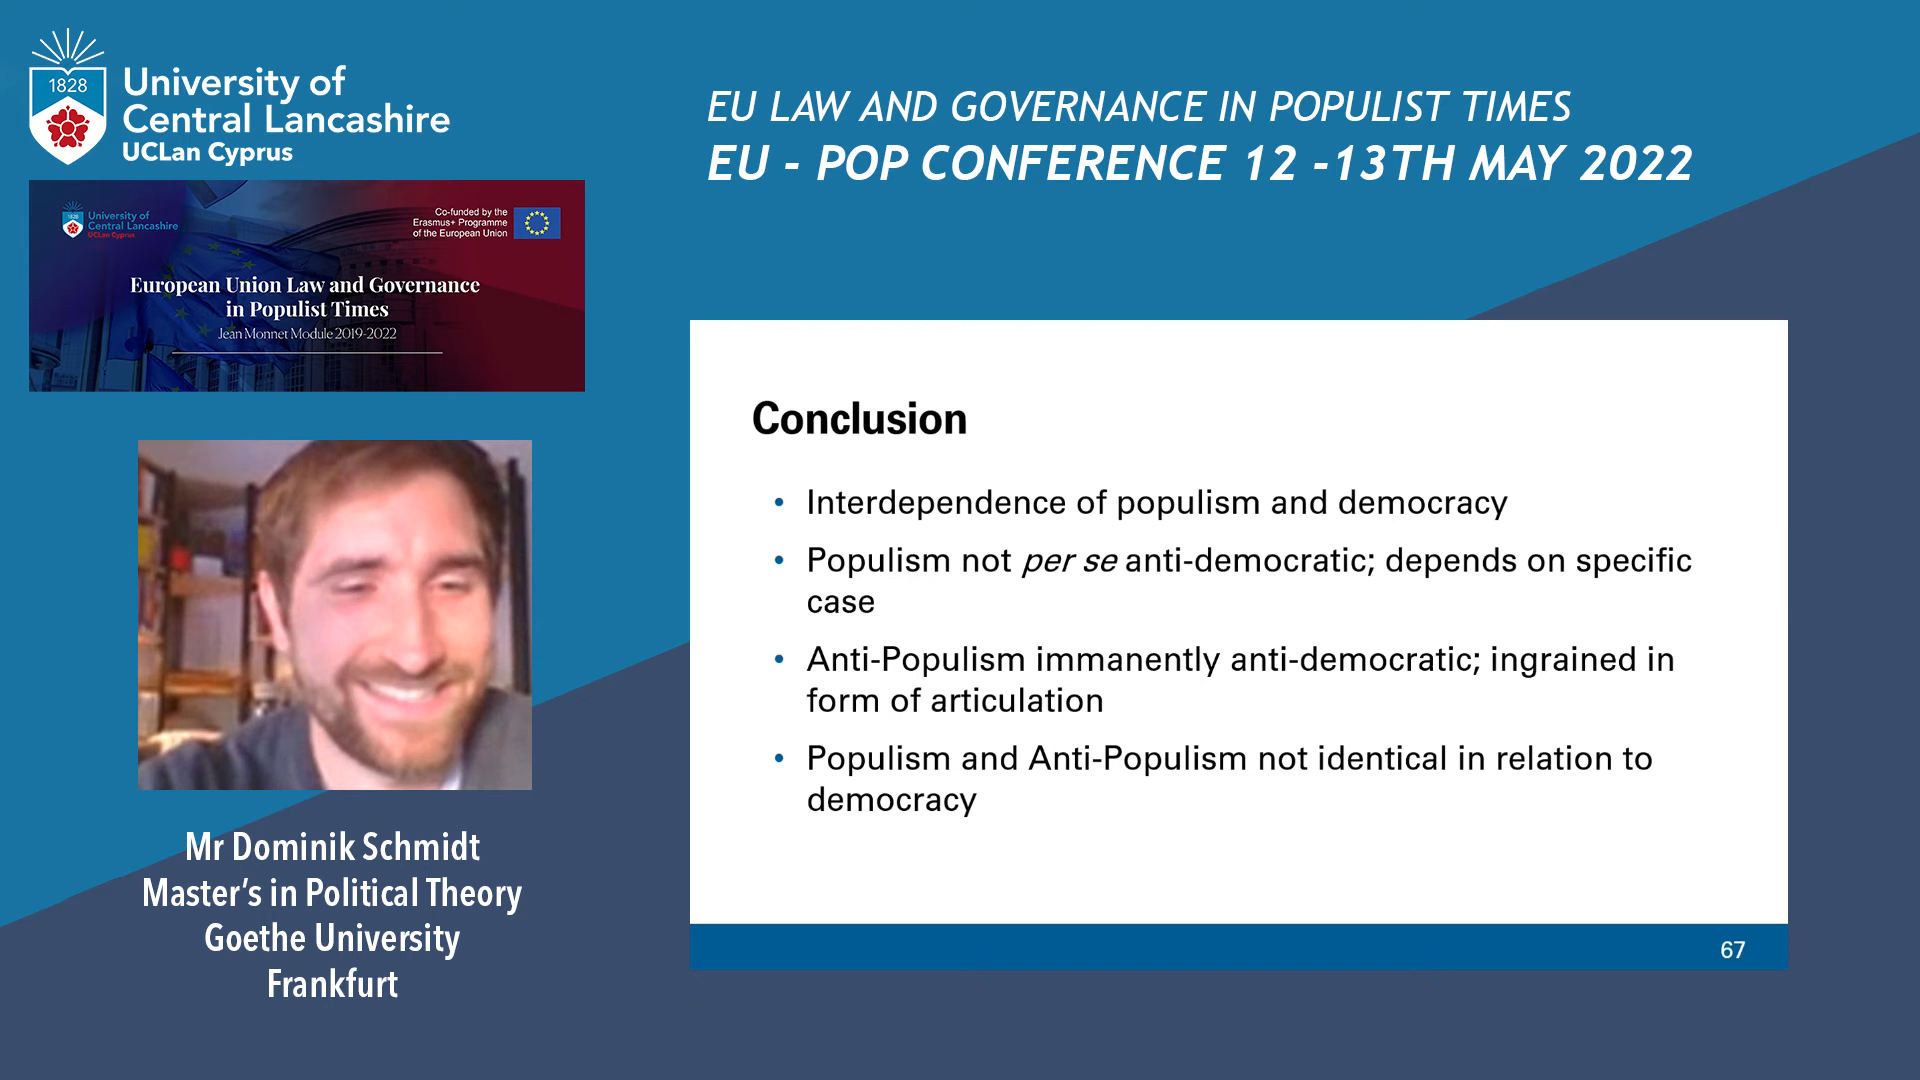 1828
University of
Central Lancashire
UCLan Cyprus
EU LAW AND GOVERNANCE IN POPULIST TIMES
EU - POP CONFERENCE 12 -13TH MAY 2022
1828
University of
Central Lancashire
UCLan Cyprus
Co-funded by the
Erasmus+ Programme
of the European Union
European Union Law and Governance
in Populist Times
Jean Monnet Module 2019-2022
Mr Dominik Schmidt
Master’s in Political Theory
Goethe University
Frankfurt
Conclusion
• Interdependence of populism and democracy
• Populism not per se anti-democratic; depends on specific
case
• Anti-Populism immanently anti-democratic; ingrained in
form of articulation
• Populism and Anti-Populism not identical in relation to
democracy
67